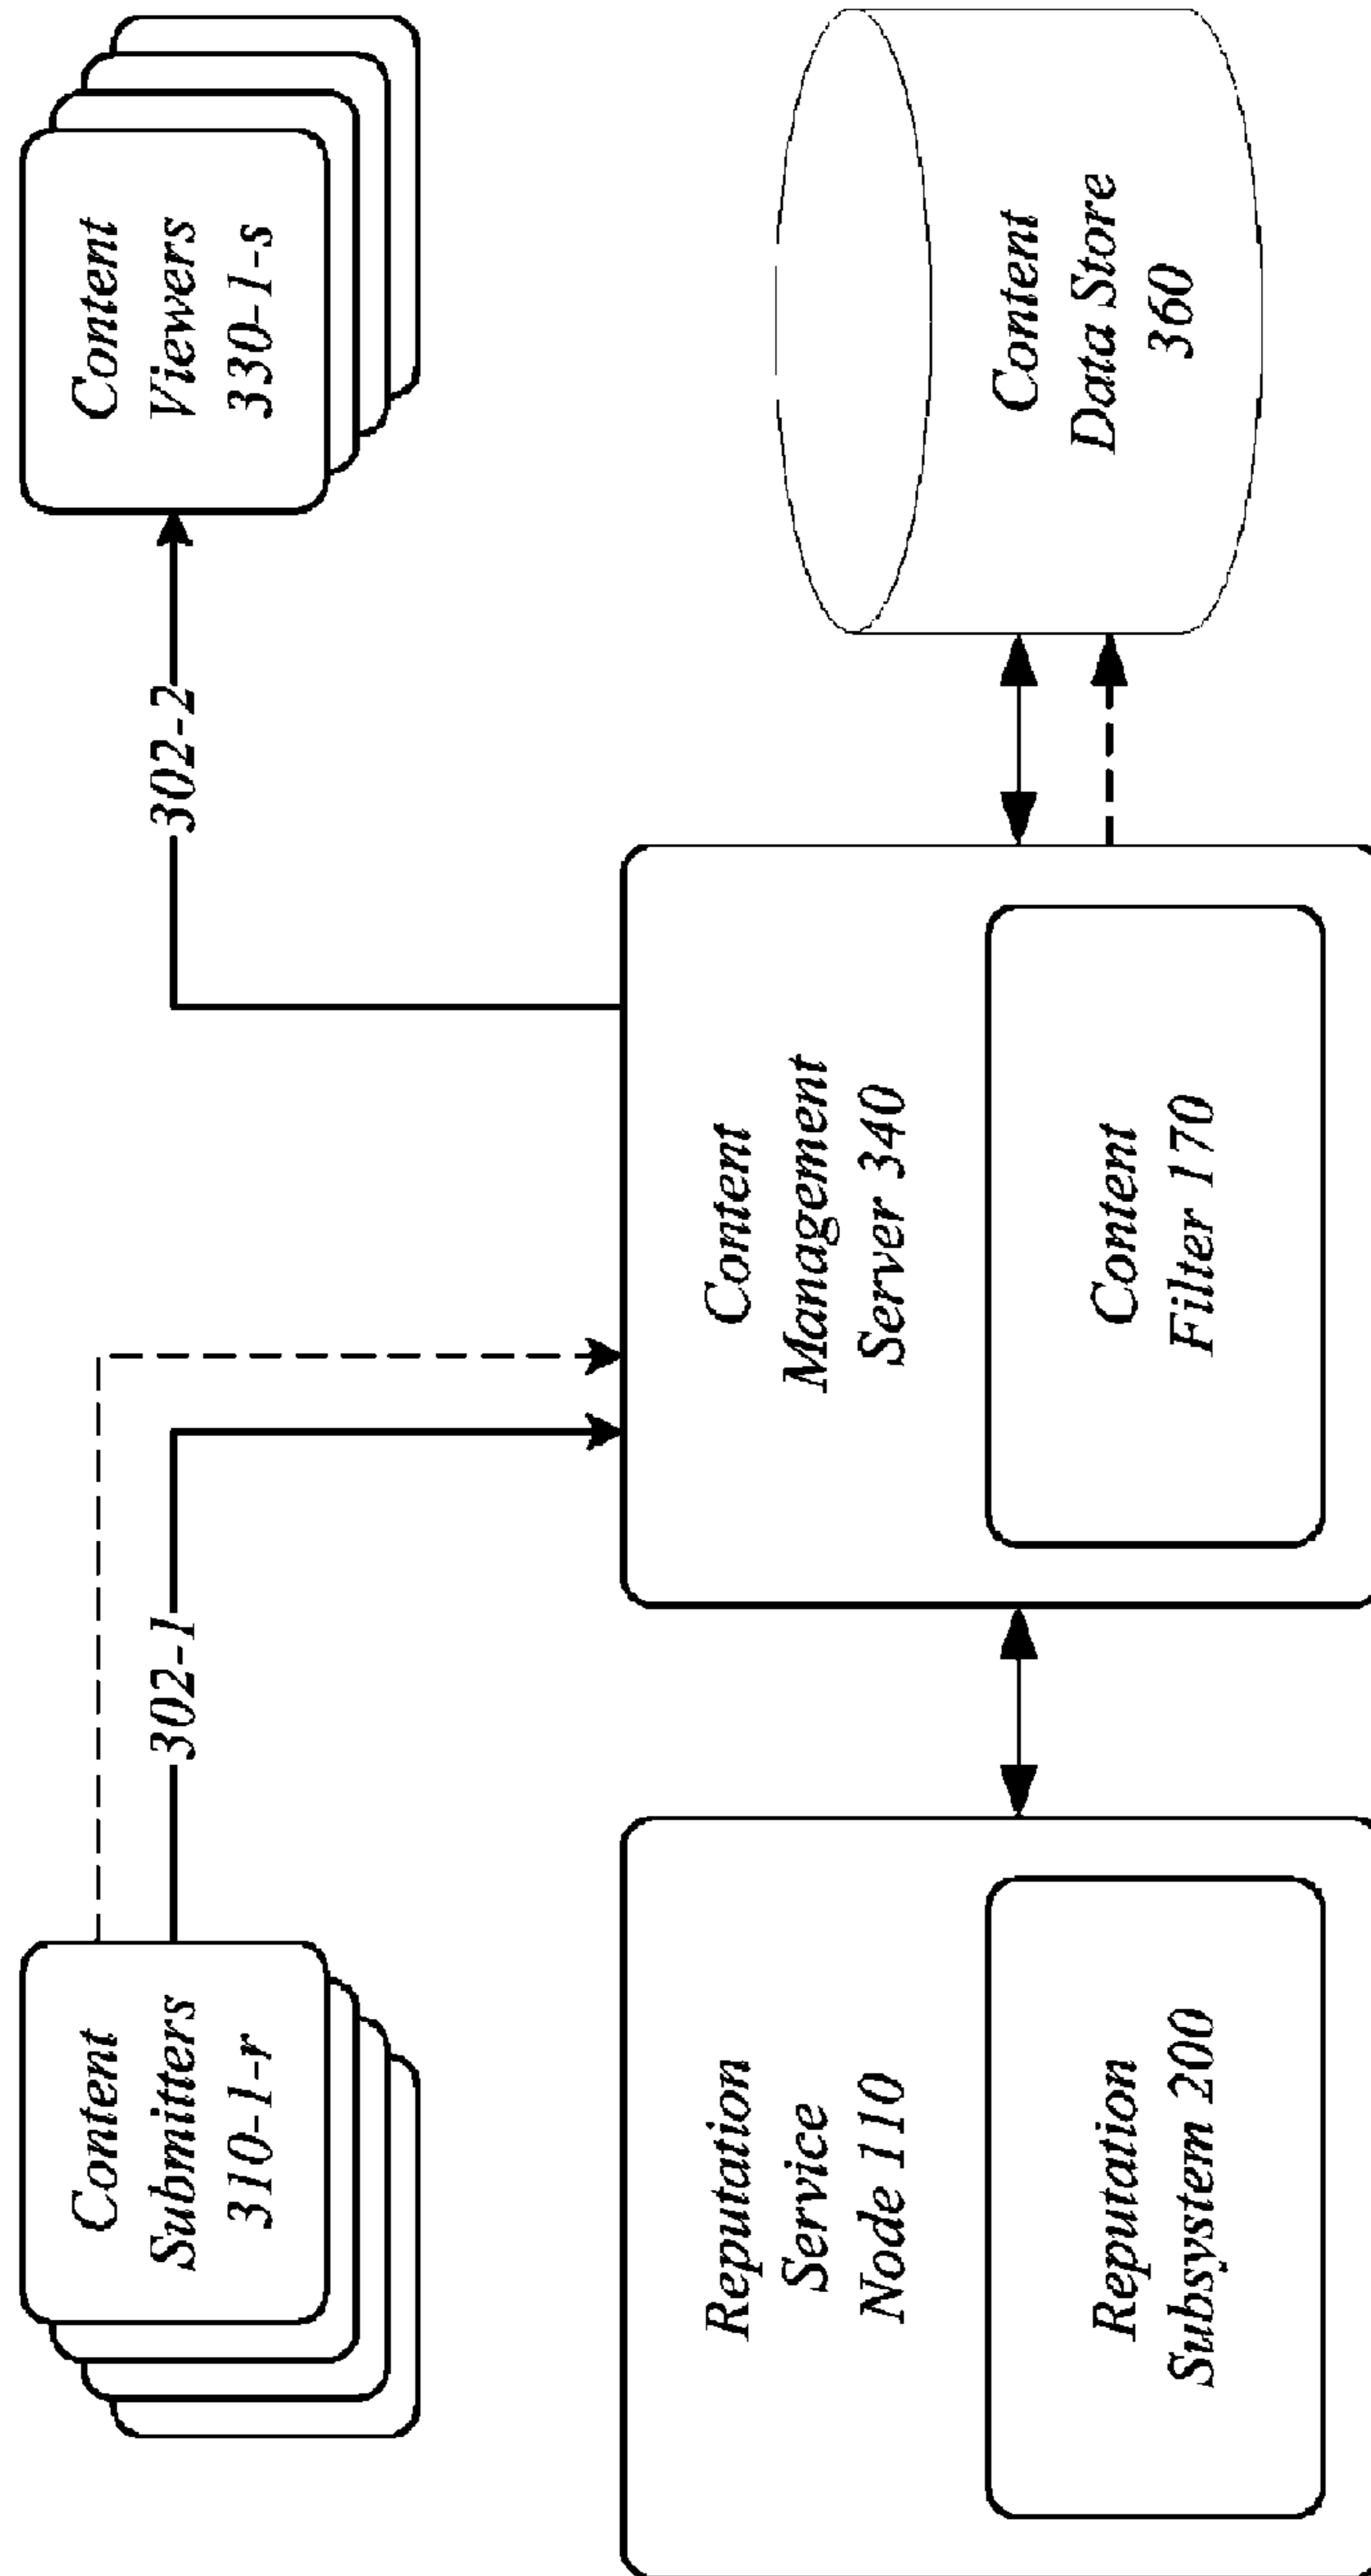 Content
Submitters
310-1-r
302-1
302-2
Content
Viewers
330-1-s
Reputation
Service
Node 110
Reputation
Subsystem 200
Content
Management
Server 340
Content
Filter 170
Content
Data Store
360